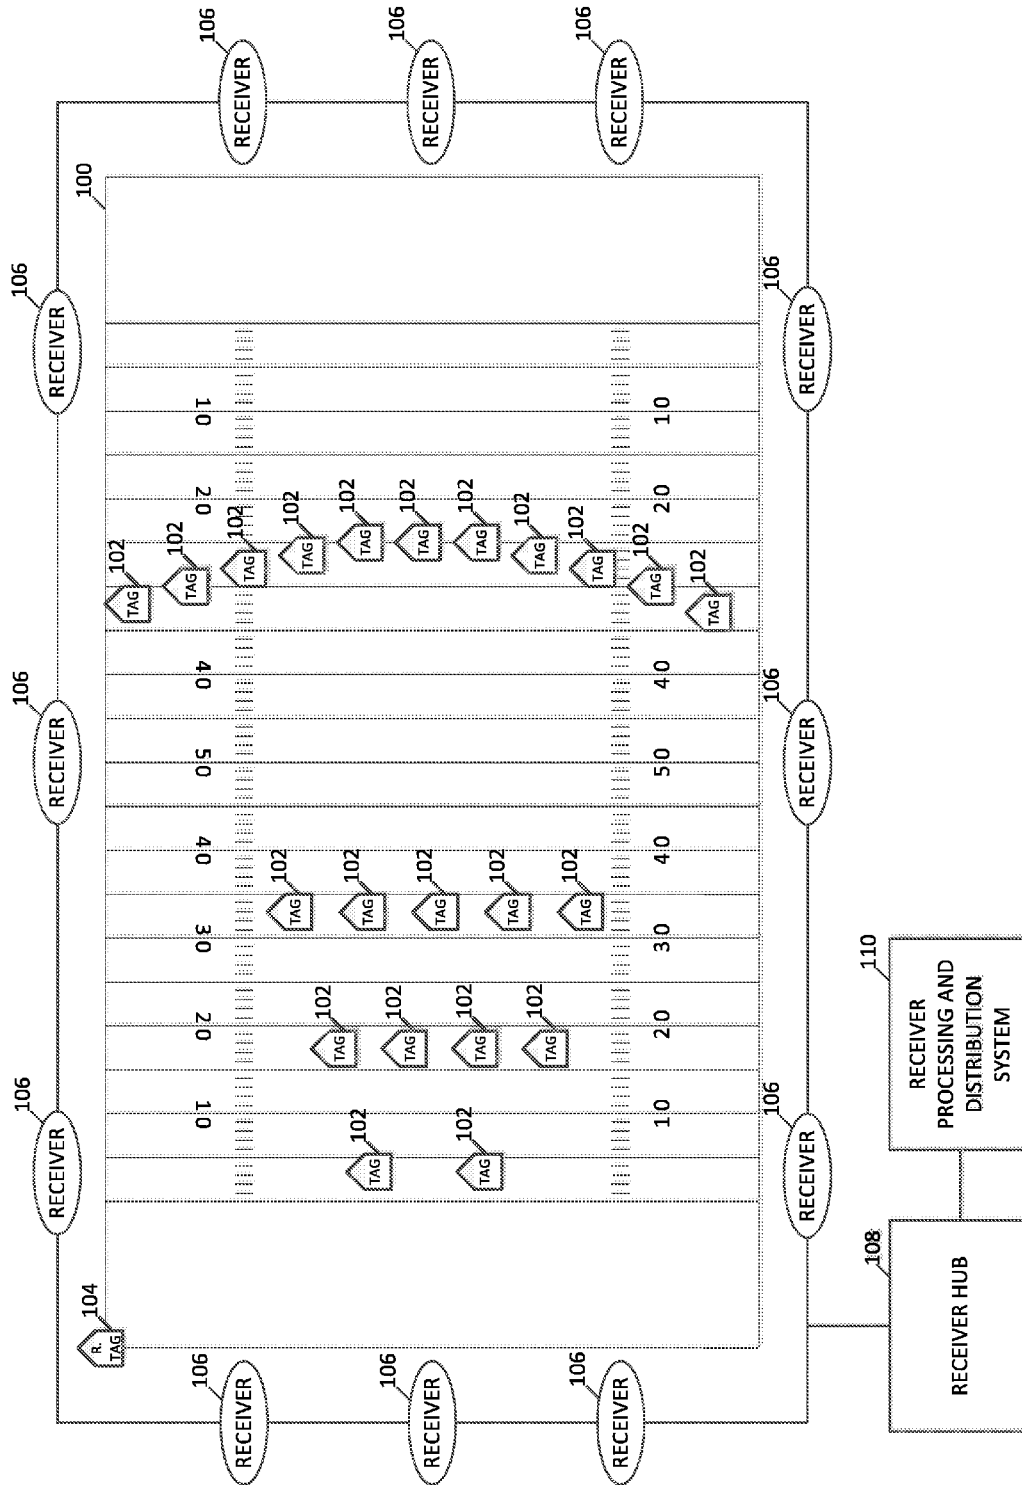 106
106
106
RECEIVER
RECEIVER
RECEIVER
104
100
R.
TAG
102
TAG
102
TAG
106
106
RECEIVER
RECEIVER
10
20
30
40
50
40
20
10
102
TAG
102
TAG
102
TAG
102
TAG
102
TAG
102
TAG
102
TAG
102
TAG
102
TAG
106
106
RECEIVER
RECEIVER
102
TAG
102
TAG
102
TAG
102
TAG
102
TAG
102
TAG
102
TAG
102
TAG
102
TAG
106
106
RECEIVER
RECEIVER
10
20
30
40
50
40
20
10
102
TAG
102
TAG
106
106
106
RECEIVER
RECEIVER
RECEIVER
108
110
RECEIVER HUB
RECEIVER
PROCESSING AND
DISTRIBUTION
SYSTEM